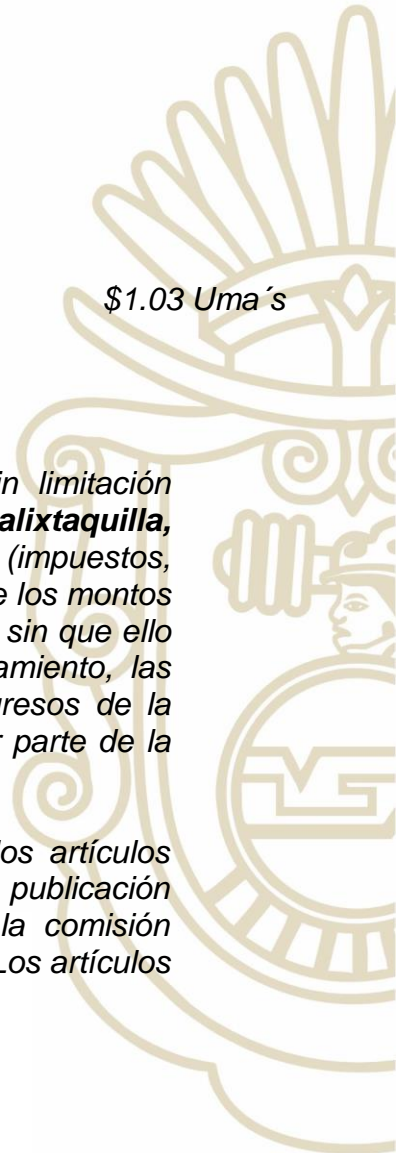 $1.03 Uma´s
in limitación
alixtaquilla,
(impuestos,
e los montos
sin que ello
amiento, las
resos de la
r parte de la
los artículos
publicación
la comisión
Los artículos